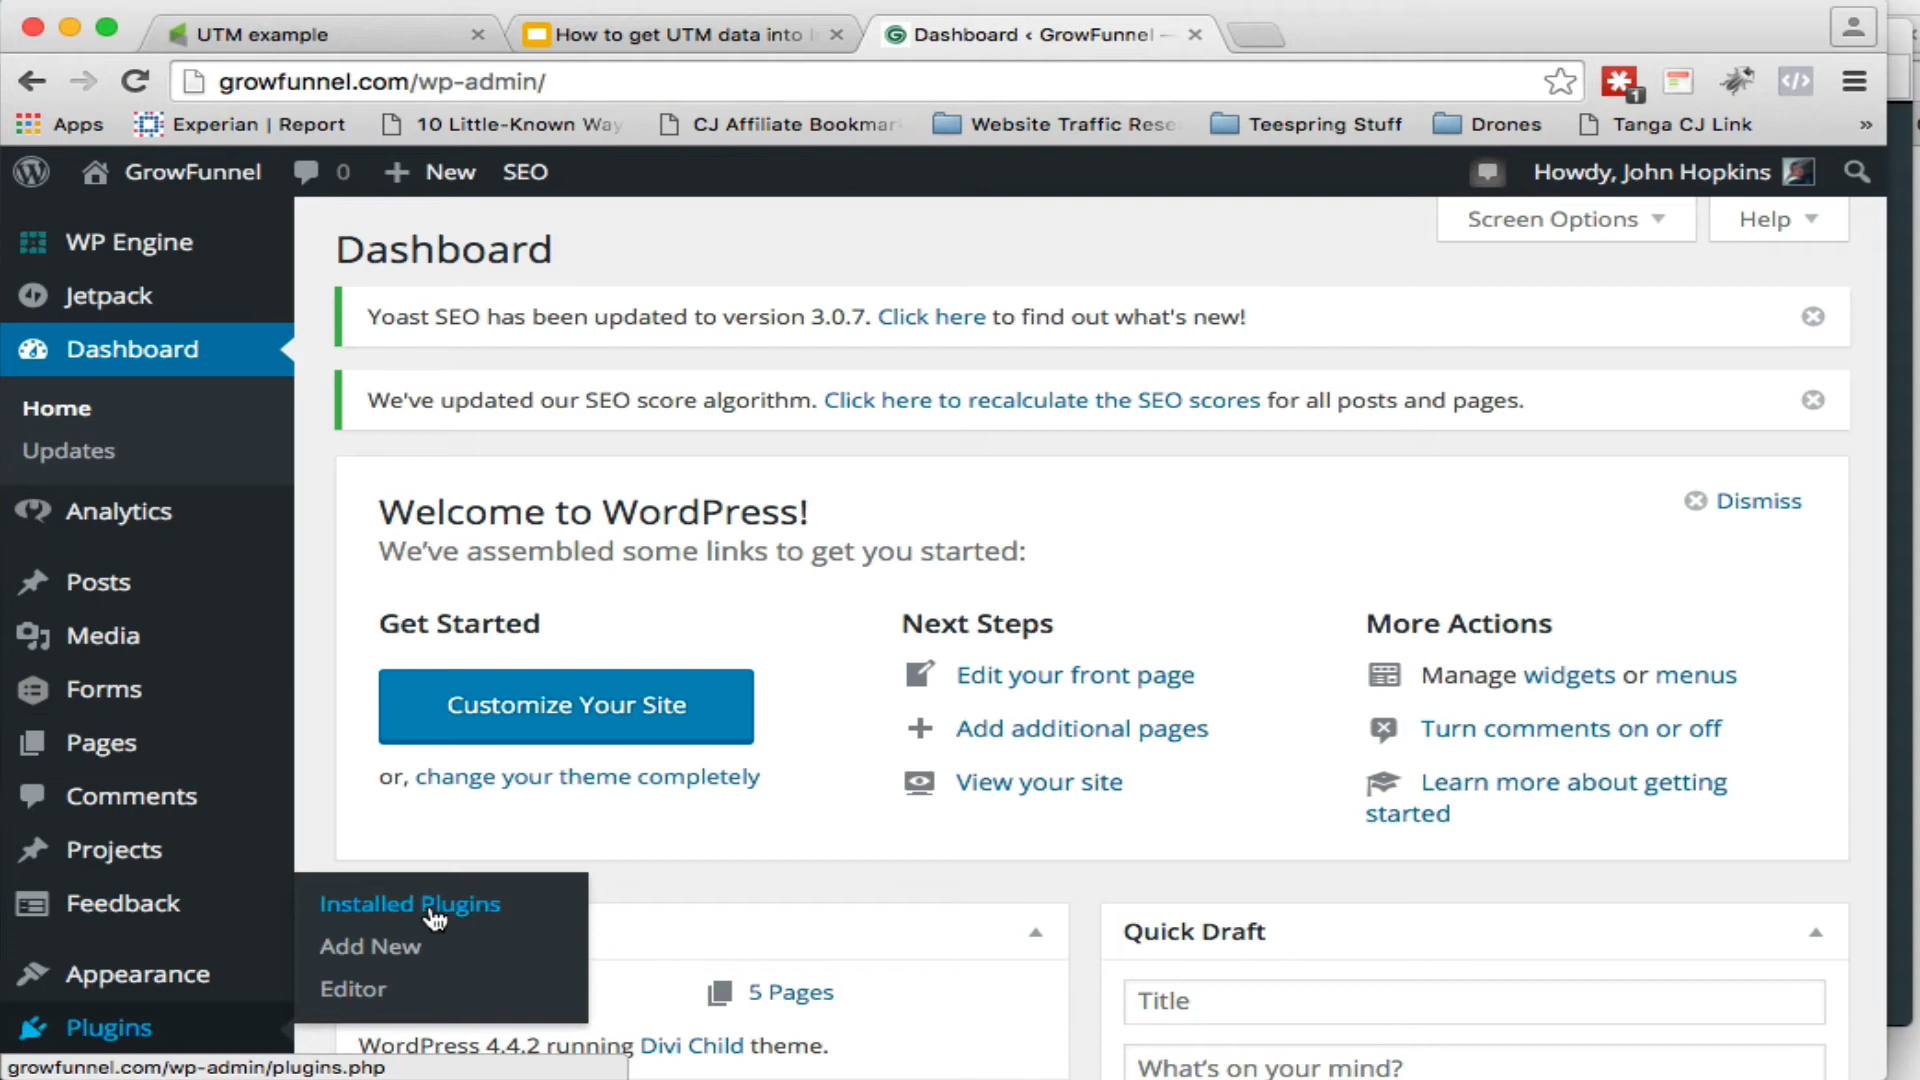 UTM example
How to get UTM data into
Dashboard ‹ GrowFunnel —
growfunnel.com/wp-admin/
1
Apps
Experian | Report
10 Little-Known Way
CJ Affiliate Bookmar
Website Traffic Rese
Teespring Stuff
Drones
Tanga CJ Link
»
GrowFunnel
0
New
SEO
Howdy, John Hopkins
WP Engine
Jetpack
Dashboard
Home
Updates
Analytics
Posts
Media
Forms
Pages
Comments
Projects
Feedback
Appearance
Plugins
Installed Plugins
Add New
Editor
Screen Options
Help
Dashboard
Yoast SEO has been updated to version 3.0.7. Click here to find out what's new!
We've updated our SEO score algorithm. Click here to recalculate the SEO scores for all posts and pages.
Welcome to WordPress!
Dismiss
We've assembled some links to get you started:
Get Started
Customize Your Site
or, change your theme completely
Next Steps
Edit your front page
Add additional pages
View your site
More Actions
Manage widgets or menus
Turn comments on or off
Learn more about getting
started
5 Pages
WordPress 4.4.2 running Divi Child theme.
Quick Draft
Title
What's on your mind?
growfunnel.com/wp-admin/plugins.php